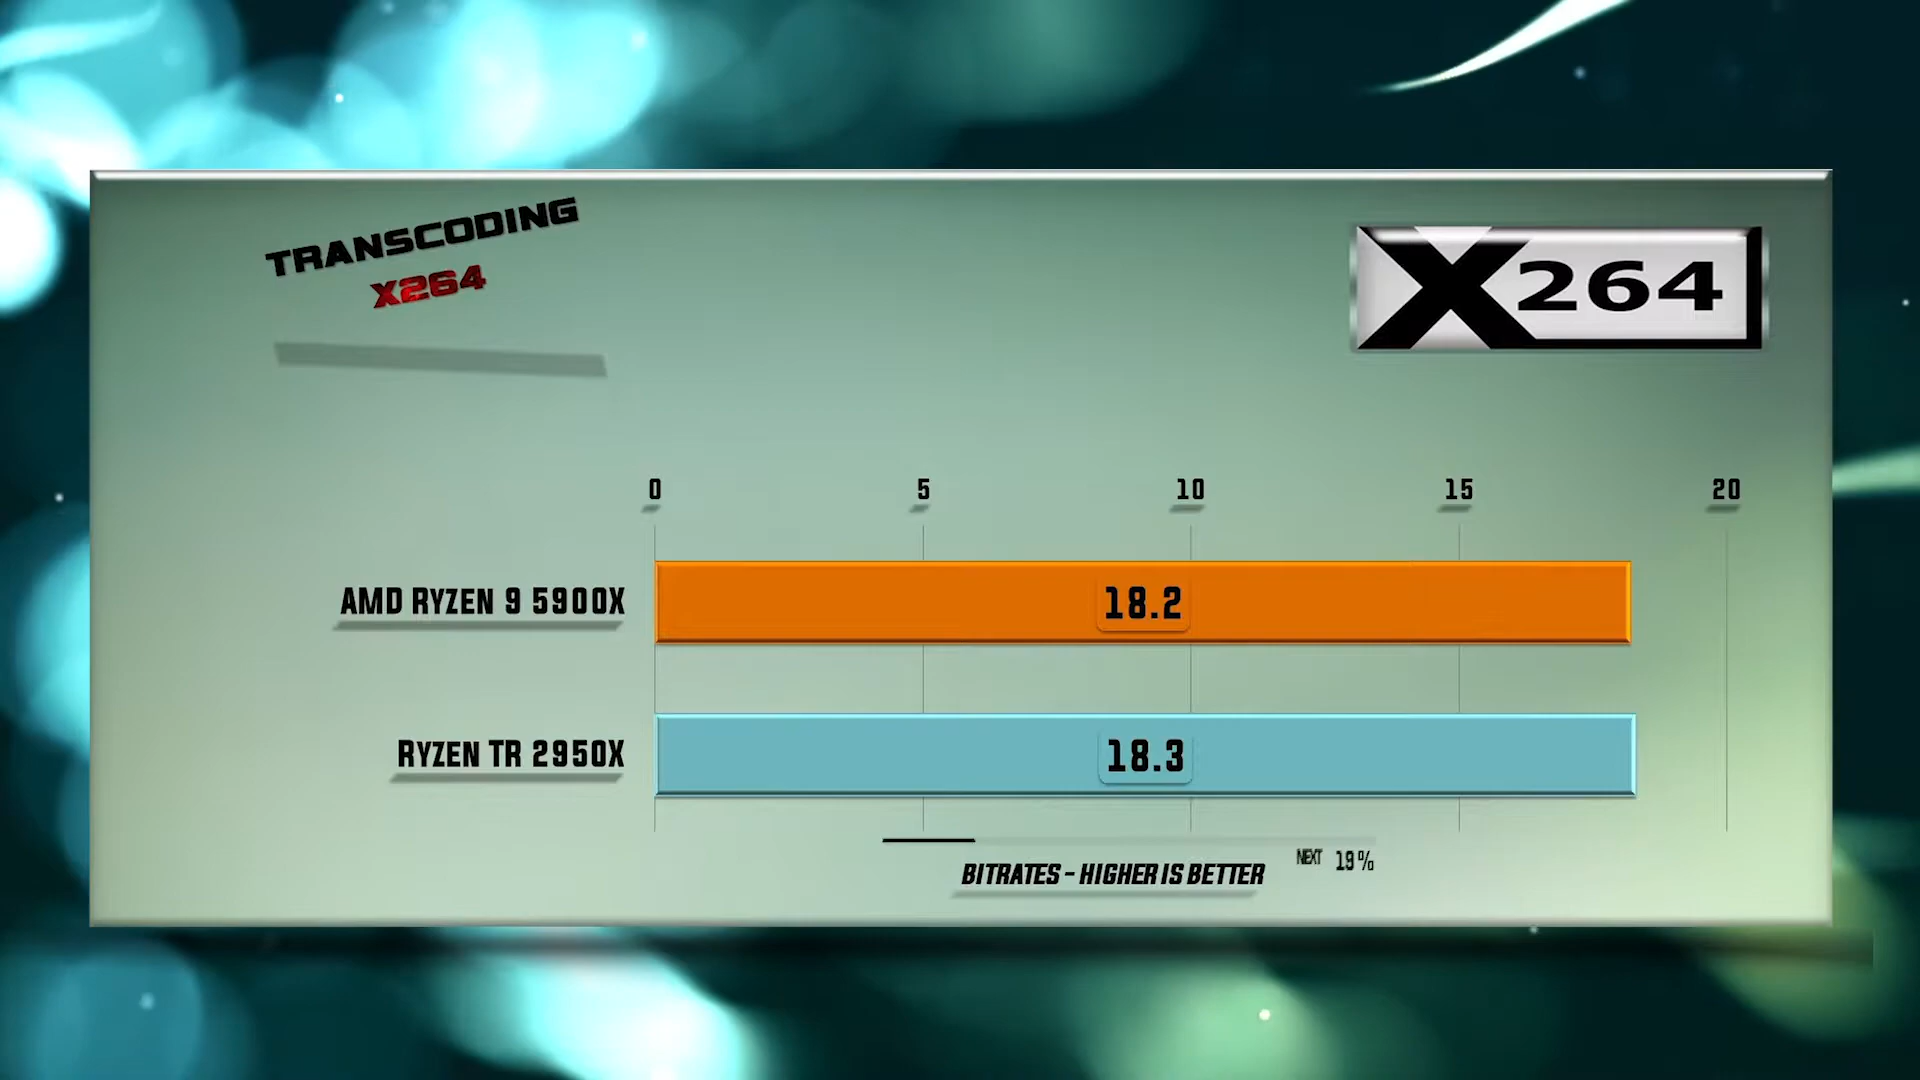 TRANSCODING
X264
X264
0 5 10 15 20
AMD RYZEN 9 5900X 18.2
RYZEN TR 2950X 18.3
BITRATES - HIGHER IS BETTER
NEXT 19%